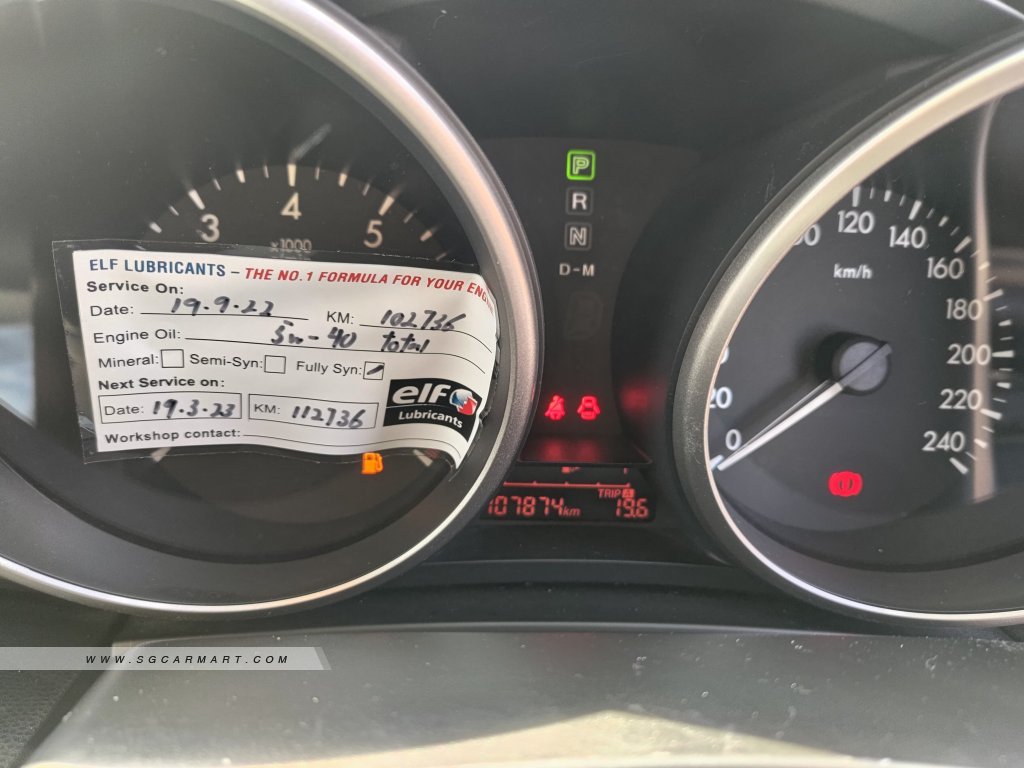 3 4 5
x1000
ELF LUBRICANTS – THE NO.1 FORMULA FOR YOUR ENG
Service On:
Date: 19.9.22 KM: 102736
Engine Oil: 5w-40 Total
Mineral: Semi-Syn: Fully Syn:
Next Service on:
Date: 19.3.23 KM: 112736
elf
Lubricants
Workshop contact:
P
R
N
D-M
TRIP A
107874km 19.6
0 20 120 140 160 180 200 220 240
km/h
WWW.SGCARMART.COM